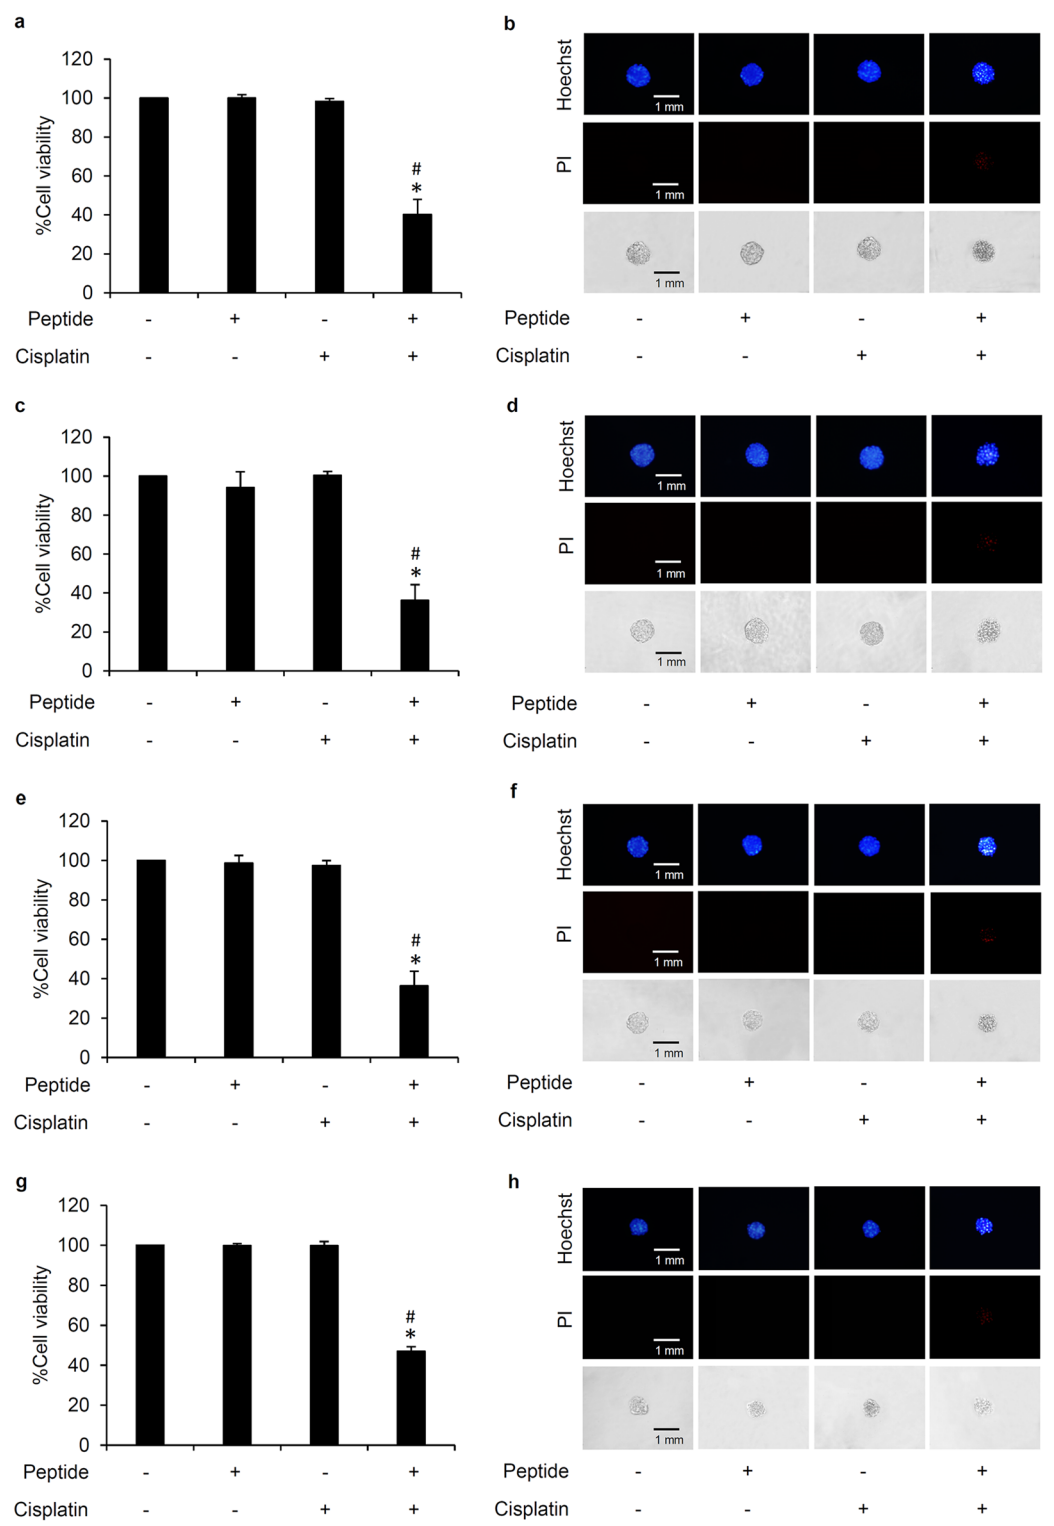 a
120
100
80
60
40
20
0
%Cell viability
#
*
Peptide - + - +
Cisplatin - - + +
b
Hoechst
1 mm
PI
1 mm
1 mm
Peptide - + - +
Cisplatin - - + +
c
120
100
80
60
40
20
0
%Cell viability
#
*
Peptide - + - +
Cisplatin - - + +
d
Hoechst
1 mm
PI
1 mm
1 mm
Peptide - + - +
Cisplatin - - + +
e
120
100
80
60
40
20
0
%Cell viability
#
*
Peptide - + - +
Cisplatin - - + +
f
Hoechst
1 mm
PI
1 mm
1 mm
Peptide - + - +
Cisplatin - - + +
g
120
100
80
60
40
20
0
%Cell viability
#
*
Peptide - + - +
Cisplatin - - + +
h
Hoechst
1 mm
PI
1 mm
1 mm
Peptide - + - +
Cisplatin - - + +